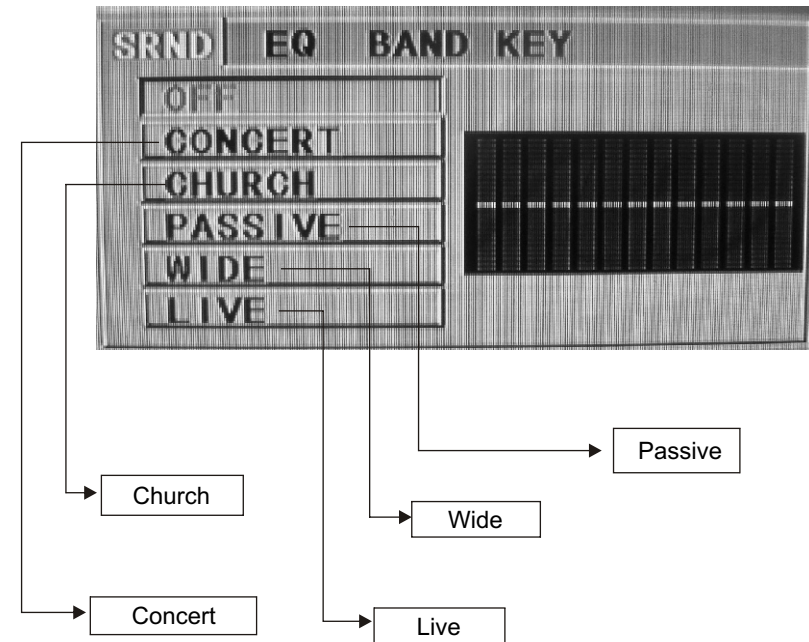 SRND EQ BAND KEY
OFF
CONCERT
CHURCH
PASSIVE
WIDE
LIVE
Passive
Church
Wide
Concert
Live